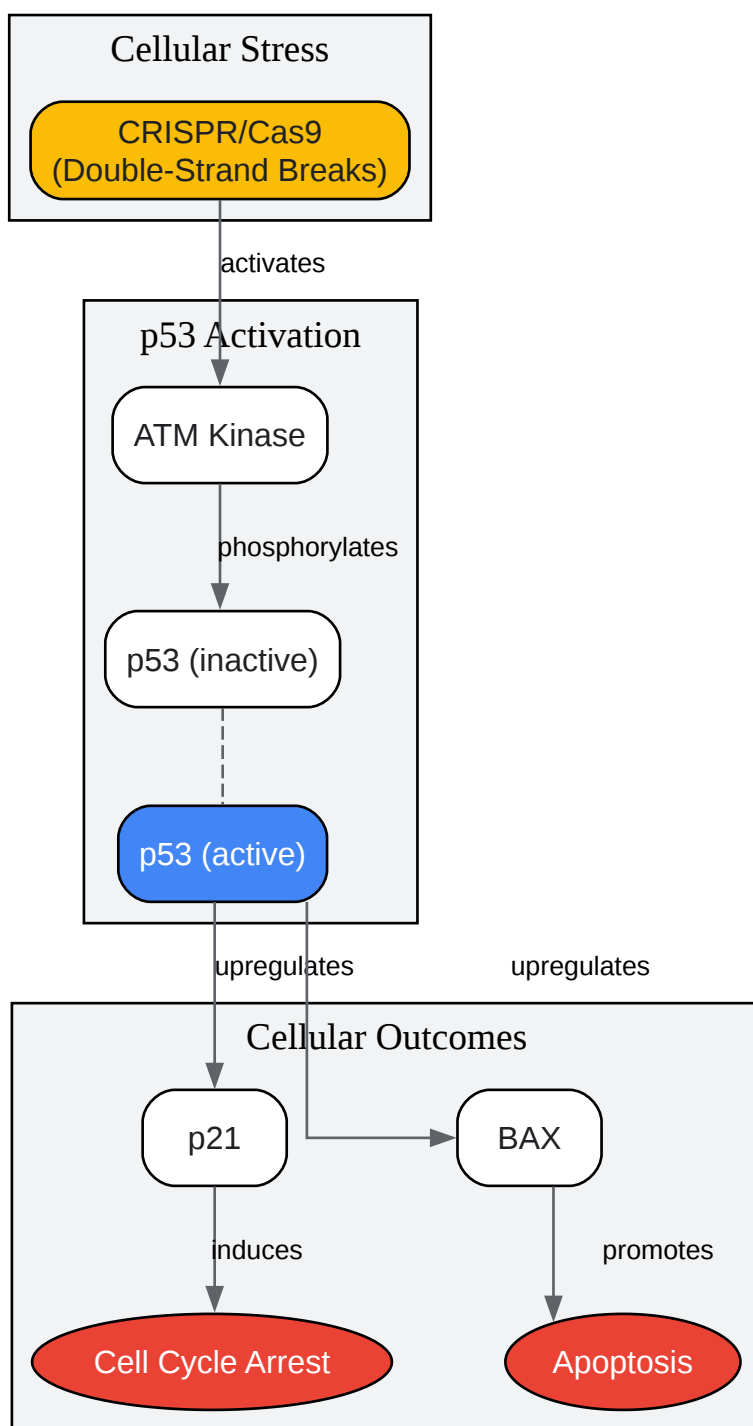 Cellular Stress
CRISPR/Cas9
(Double-Strand Breaks)
activates
p53 Activation
ATM Kinase
phosphorylates
p53 (inactive)
p53 (active)
upregulates
upregulates
Cellular Outcomes
p21
BAX
induces
promotes
Cell Cycle Arrest
Apoptosis